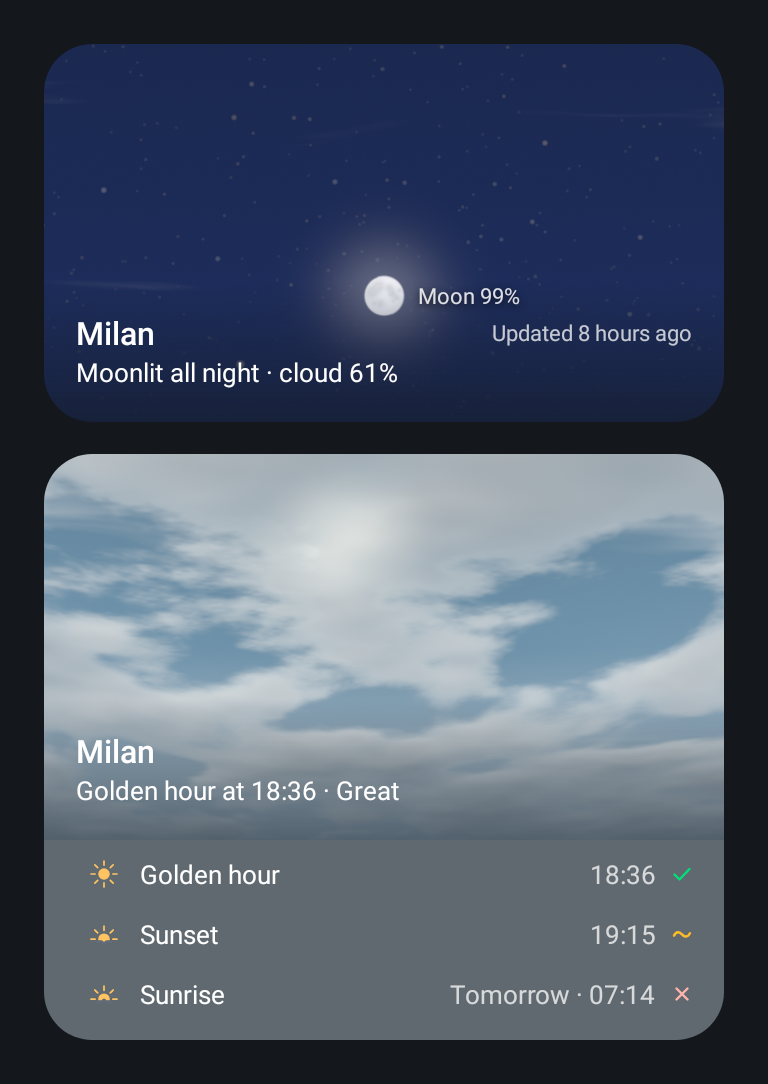 Moon 99%
Milan
Updated 8 hours ago
Moonlit all night · cloud 61%
Milan
Golden hour at 18:36 · Great
Golden hour 18:36
Sunset 19:15
Sunrise Tomorrow · 07:14